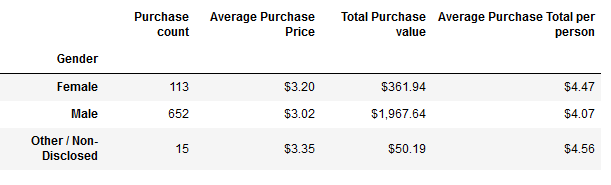 Purchase count Average Purchase Price Total Purchase value Average Purchase Total per person
Gender
Female 113 $3.20 $361.94 $4.47
Male 652 $3.02 $1,967.64 $4.07
Other / Non-Disclosed 15 $3.35 $50.19 $4.56